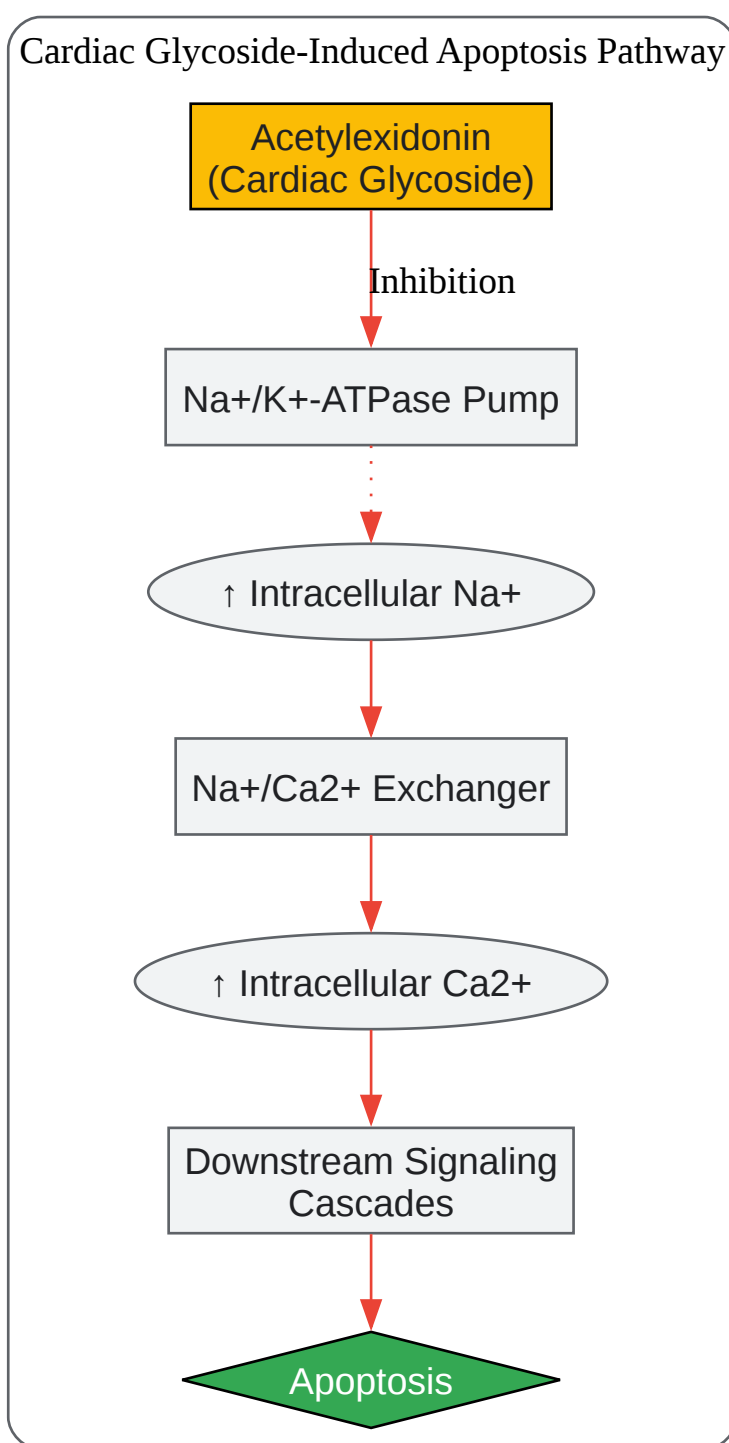 Cardiac Glycoside-Induced Apoptosis Pathway
Acetylexidonin
(Cardiac Glycoside)
Inhibition
Na+/K+-ATPase Pump
↑ Intracellular Na+
Na+/Ca2+ Exchanger
↑ Intracellular Ca2+
Downstream Signaling
Cascades
Apoptosis